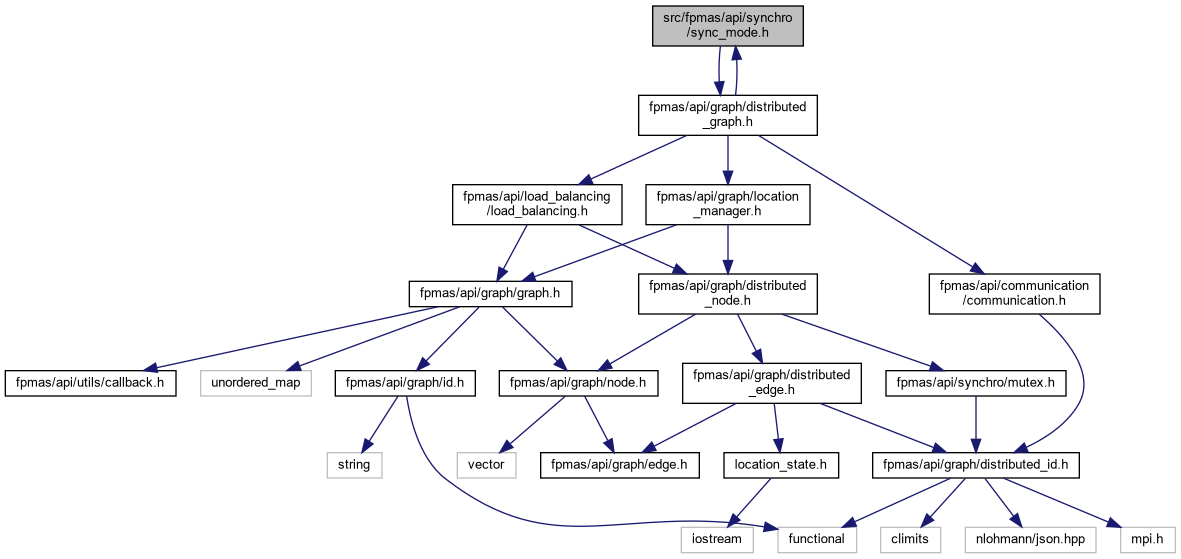 src/fpmas/api/synchro
/sync_mode.h
fpmas/api/graph/distributed
_graph.h
fpmas/api/load_balancing
/load_balancing.h
fpmas/api/graph/location
_manager.h
fpmas/api/graph/graph.h
fpmas/api/graph/distributed
_node.h
fpmas/api/communication
/communication.h
fpmas/api/utils/callback.h
unordered_map
fpmas/api/graph/id.h
fpmas/api/graph/node.h
fpmas/api/graph/distributed
_edge.h
fpmas/api/synchro/mutex.h
string
vector
fpmas/api/graph/edge.h
location_state.h
fpmas/api/graph/distributed_id.h
iostream
functional
climits
nlohmann/json.hpp
mpi.h